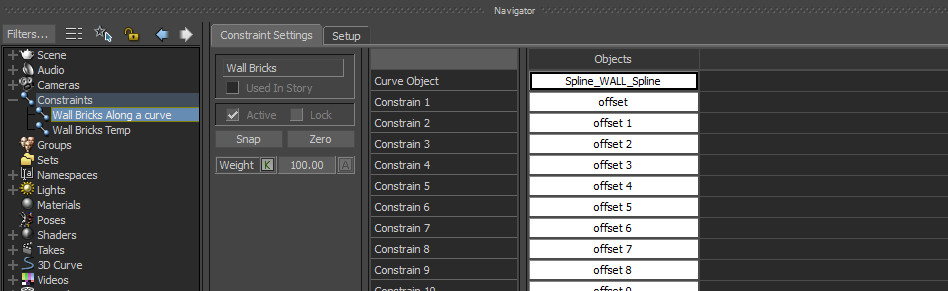 Navigator
Filters...
Constraint Settings
Setup
Scene
Audio
Cameras
Constraints
Wall Bricks Along a curve
Wall Bricks Temp
Groups
Sets
Namespaces
Lights
Materials
Poses
Shaders
Takes
3D Curve
Videos
Wall Bricks
Used In Story
Active Lock
Snap Zero
Weight K 100.00 A
Objects
Curve Object Spline_WALL_Spline
Constrain 1 offset
Constrain 2 offset 1
Constrain 3 offset 2
Constrain 4 offset 3
Constrain 5 offset 4
Constrain 6 offset 5
Constrain 7 offset 6
Constrain 8 offset 7
Constrain 9 offset 8
Constrain 10 offset 9